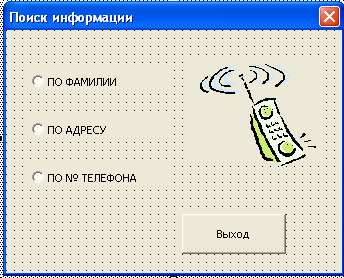 Поиск информации
ПО ФАМИЛИИ
ПО АДРЕСУ
ПО № ТЕЛЕФОНА
Выход